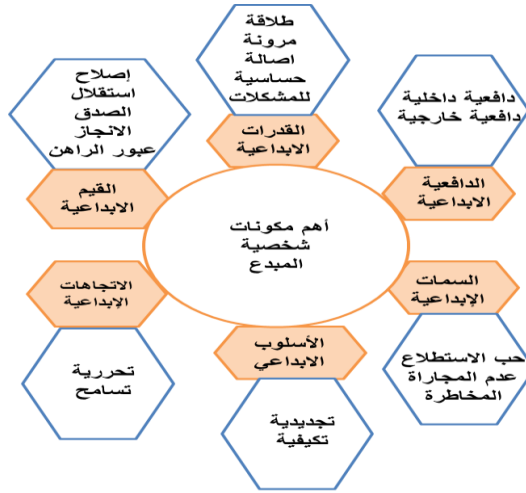 أهم مكونات
شخصية
المبدع
طلاقة
مرونة
اصالة
حساسية
للمشكلات
القدرات
الابداعية
دافعية داخلية
دافعية خارجية
الدافعية
الابداعية
السمات
الإبداعية
حب الاستطلاع
عدم المجاراة
المخاطرة
الأسلوب
الابداعي
تجديدية
تكيفية
الاتجاهات
الإبداعية
تحررية
تسامح
إصلاح
استقلال
الصدق
الانجاز
عبور الراهن
القيم
الابداعية